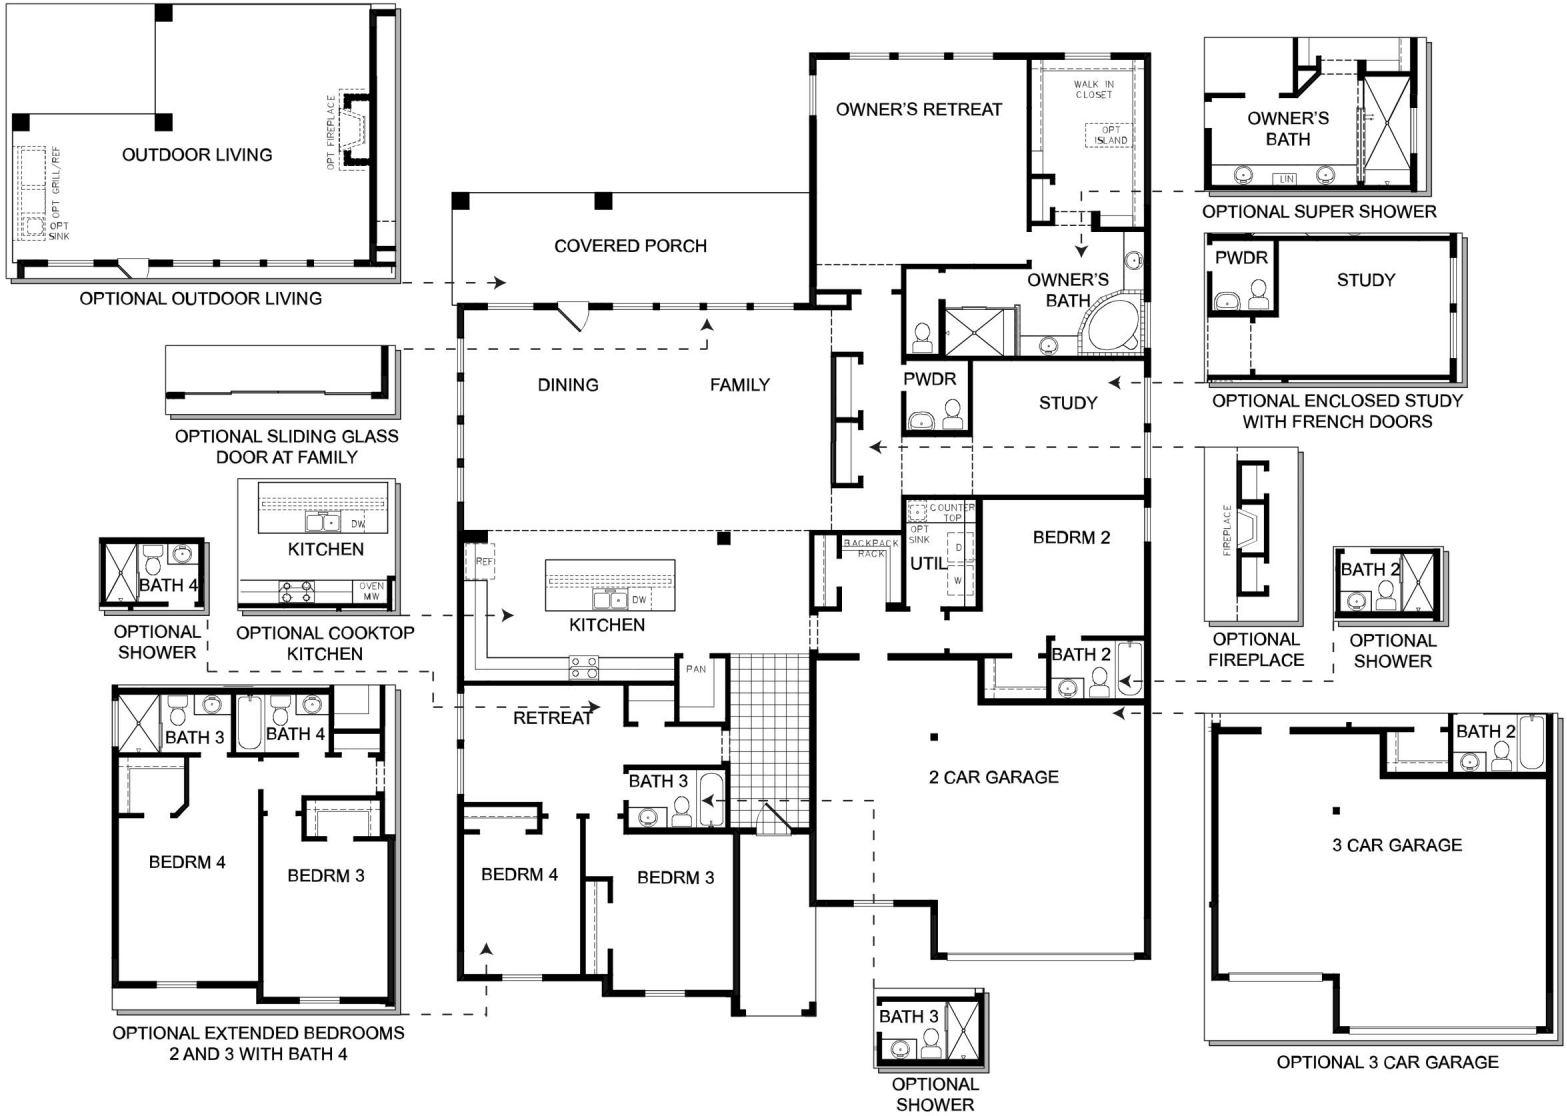 OUTDOOR LIVING
OPT FIREPLACE
OPT GRILL/REF
OPT
SINK
OPTIONAL OUTDOOR LIVING
OPTIONAL SLIDING GLASS
DOOR AT FAMILY
KITCHEN
DW
OVEN
MW
OPTIONAL COOKTOP
KITCHEN
BATH 4
OPTIONAL
SHOWER
BATH 3
BATH 4
BEDRM 4
BEDRM 3
OPTIONAL EXTENDED BEDROOMS
2 AND 3 WITH BATH 4
OWNER'S RETREAT
WALK IN
CLOSET
OPT
ISLAND
COVERED PORCH
OWNER'S
BATH
DINING
FAMILY
PWDR
STUDY
REF
KITCHEN
DW
PAN
BACKPACK
RACK
COUNTER
TOP
OPT
SINK
D
W
UTIL
BEDRM 2
BATH 2
RETREAT
BATH 3
2 CAR GARAGE
BEDRM 4
BEDRM 3
BATH 3
OPTIONAL
SHOWER
OWNER'S
BATH
LIN
OPTIONAL SUPER SHOWER
PWDR
STUDY
OPTIONAL ENCLOSED STUDY
WITH FRENCH DOORS
FIREPLACE
OPTIONAL
FIREPLACE
BATH 2
OPTIONAL
SHOWER
BATH 2
3 CAR GARAGE
OPTIONAL 3 CAR GARAGE